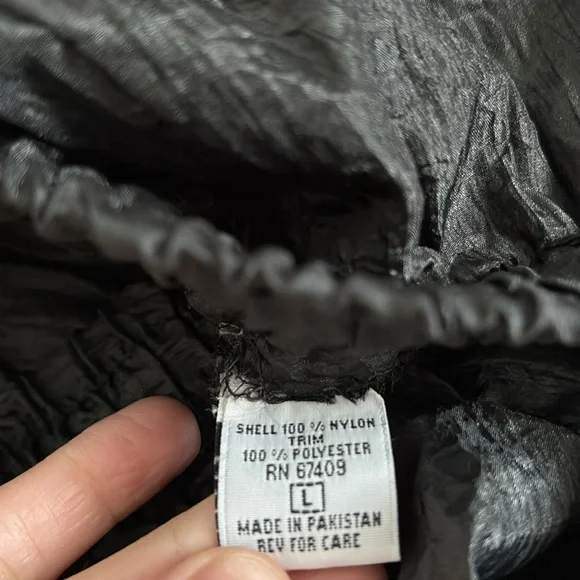 SHELL 100 % NYLON
TRIM
100 % POLYESTER
RN 67409
L
MADE IN PAKISTAN
REV FOR CARE